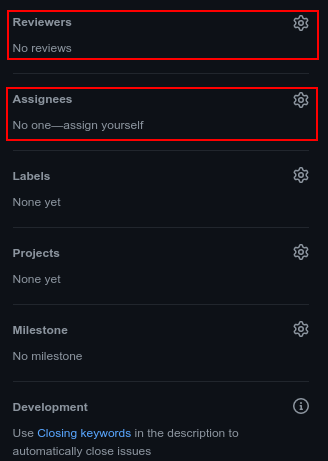 Reviewers
No reviews
Assignees
No one—assign yourself
Labels
None yet
Projects
None yet
Milestone
No milestone
Development
Use Closing keywords in the description to
automatically close issues